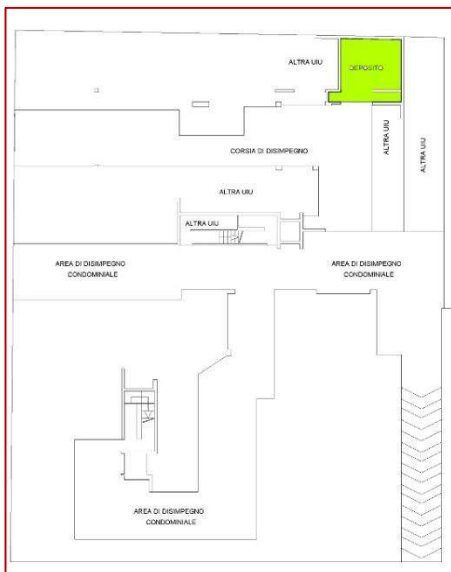 ALTRA UIU
DEPOSITO
ALTRA UIU
ALTRA UIU
CORSIA DI DISIMPEGNO
ALTRA UIU
ALTRA UIU
AREA DI DISIMPEGNO
CONDOMINIALE
AREA DI DISIMPEGNO
CONDOMINIALE
AREA DI DISIMPEGNO
CONDOMINIALE